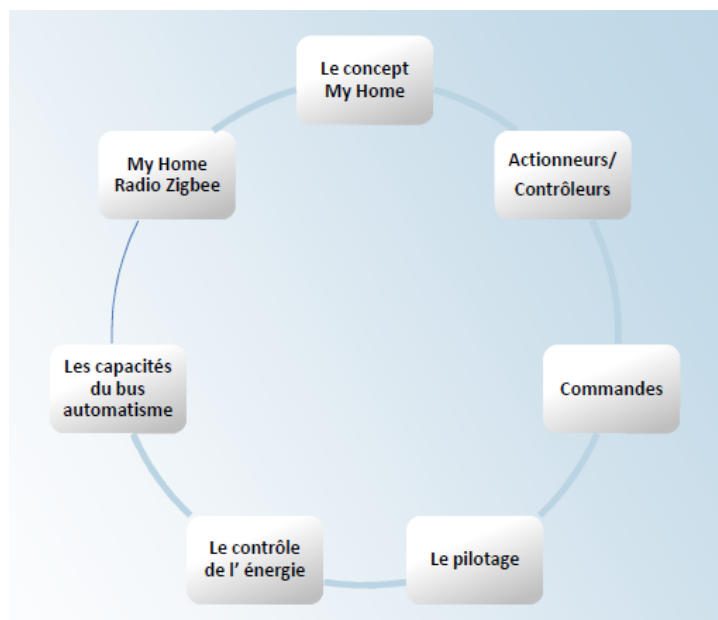 Le concept
My Home
Actionneurs/
Contrôleurs
Commandes
Le pilotage
Le contrôle
de l’ énergie
Les capacités
du bus
automatisme
My Home
Radio Zigbee